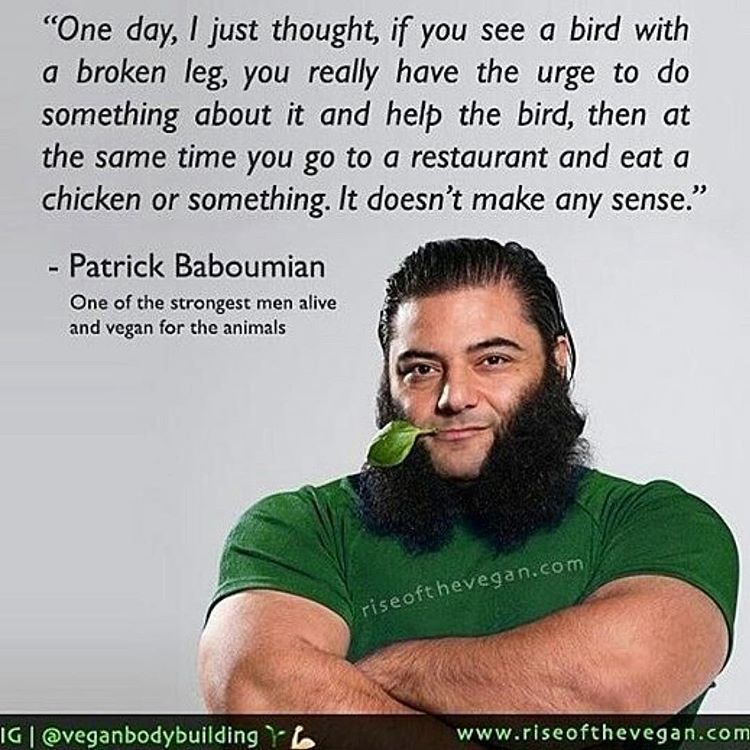 “One day, I just thought, if you see a bird with
a broken leg, you really have the urge to do
something about it and help the bird, then at
the same time you go to a restaurant and eat a
chicken or something. It doesn’t make any sense.”
- Patrick Baboumian
One of the strongest men alive
and vegan for the animals
riseofthevegan.com
IG | @veganbodybuilding 🌱💪🏻 www.riseofthevegan.com